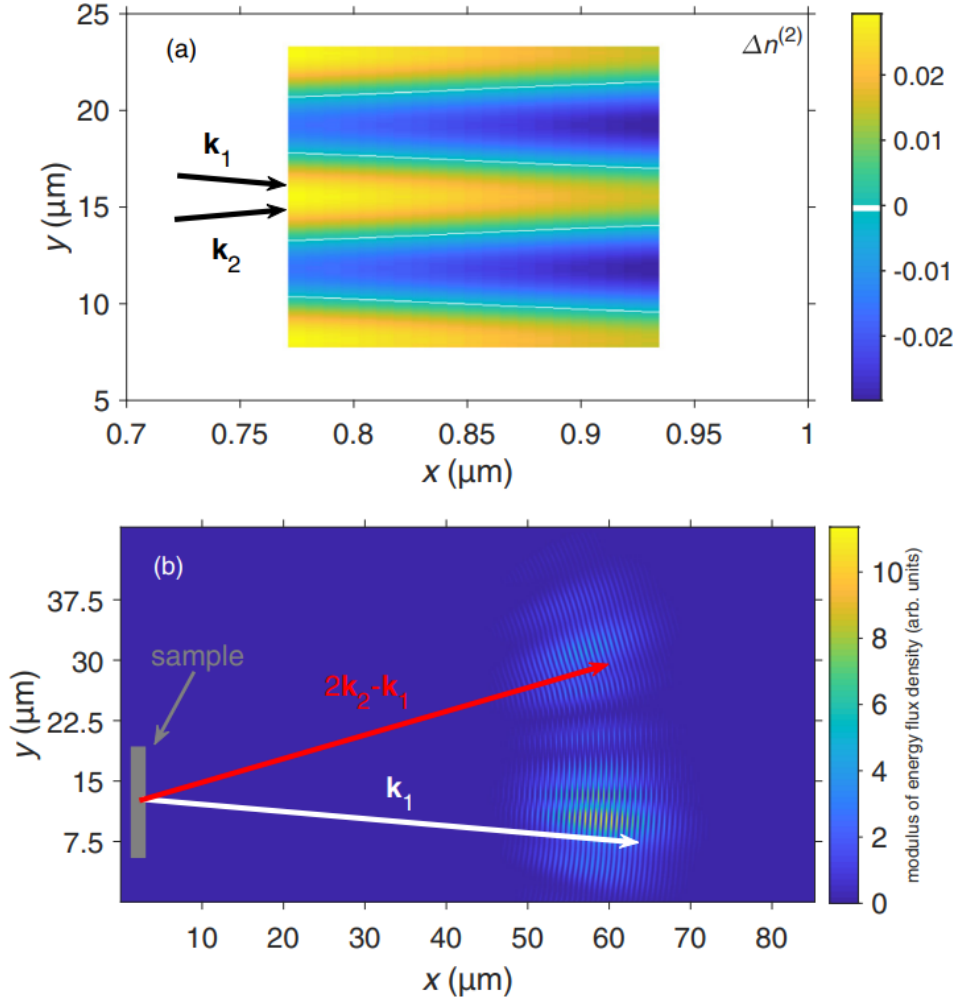 (a)
Δn(2)
k1
k2
y (μm)
25
20
15
10
5
0.7
0.75
0.8
0.85
0.9
0.95
1
x (μm)
0.02
0.01
0
-0.01
-0.02
(b)
sample
2k2-k1
k1
y (μm)
37.5
30
22.5
15
7.5
10
20
30
40
50
60
70
80
x (μm)
10
8
6
4
2
0
modulus of energy flux density (arb. units)